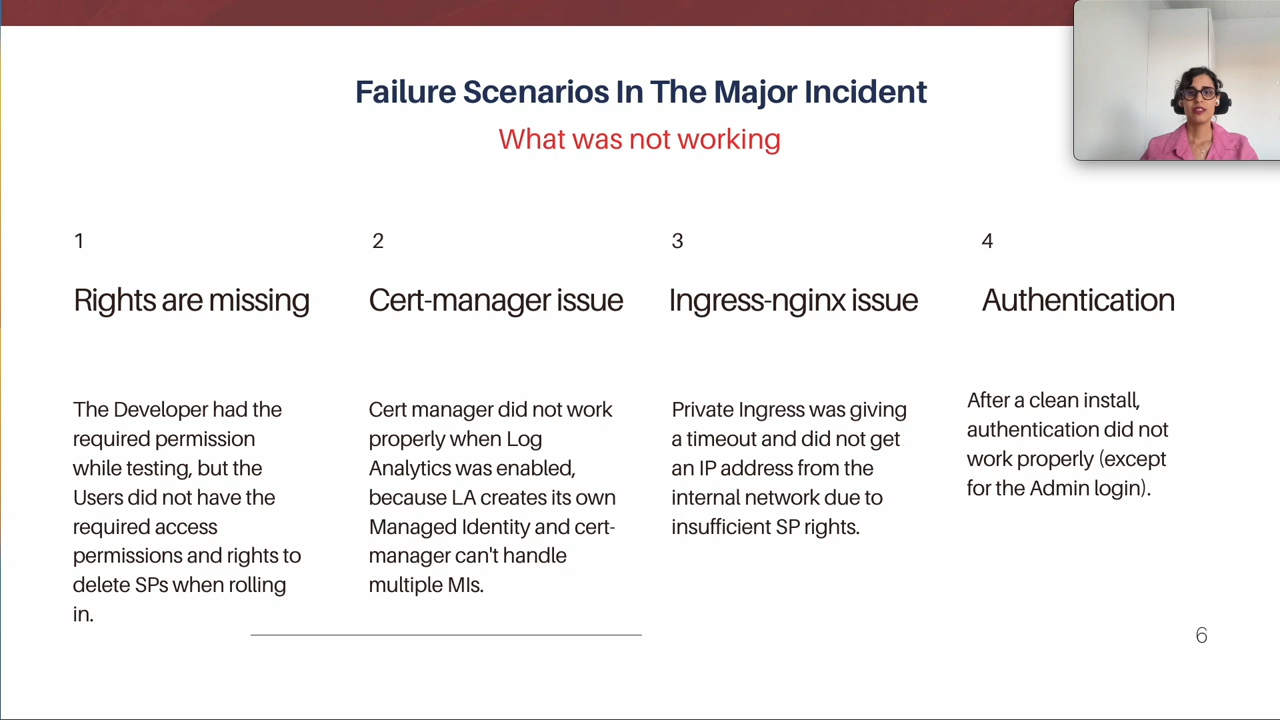 Failure Scenarios In The Major Incident
What was not working
1
Rights are missing
The Developer had the
required permission
while testing, but the
Users did not have the
required access
permissions and rights to
delete SPs when rolling
in.
2
Cert-manager issue
Cert manager did not work
properly when Log
Analytics was enabled,
because LA creates its own
Managed Identity and cert-
manager can't handle
multiple MIs.
3
Ingress-nginx issue
Private Ingress was giving
a timeout and did not get
an IP address from the
internal network due to
insufficient SP rights.
4
Authentication
After a clean install,
authentication did not
work properly (except
for the Admin login).
6